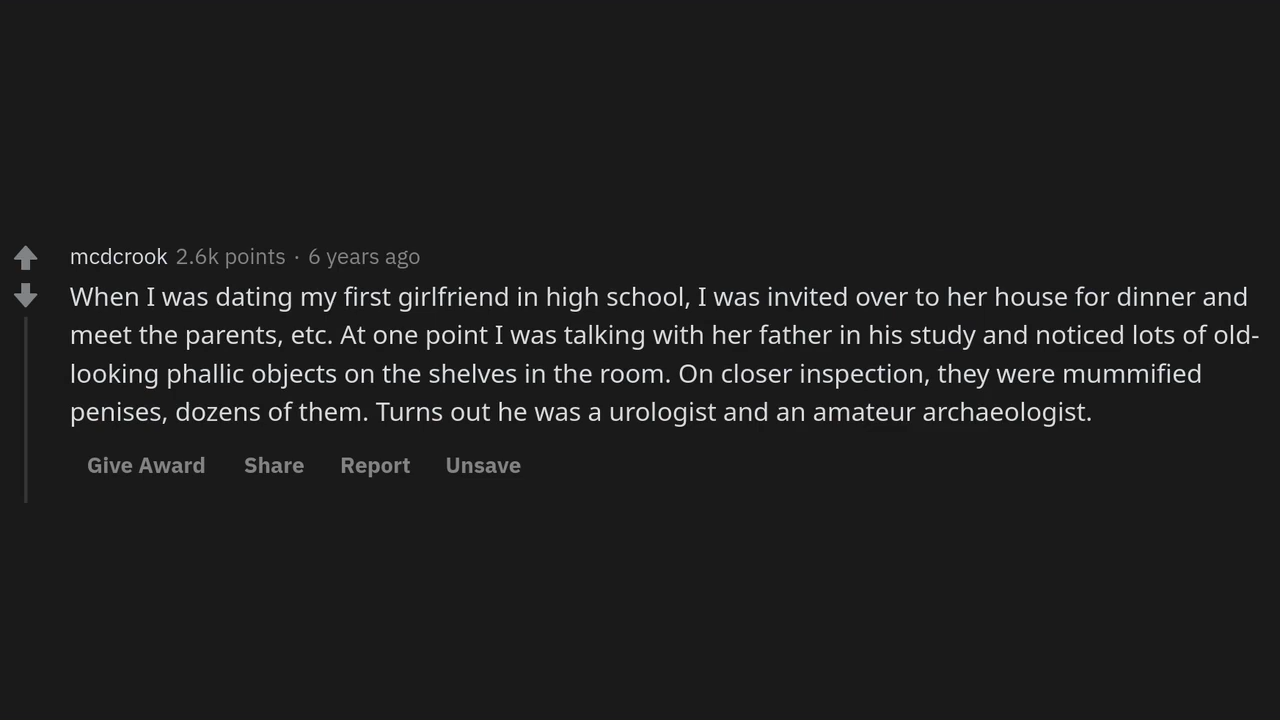 mcdcrook 2.6k points · 6 years ago
When I was dating my first girlfriend in high school, I was invited over to her house for dinner and
meet the parents, etc. At one point I was talking with her father in his study and noticed lots of old-
looking phallic objects on the shelves in the room. On closer inspection, they were mummified
penises, dozens of them. Turns out he was a urologist and an amateur archaeologist.
Give Award Share Report Unsave